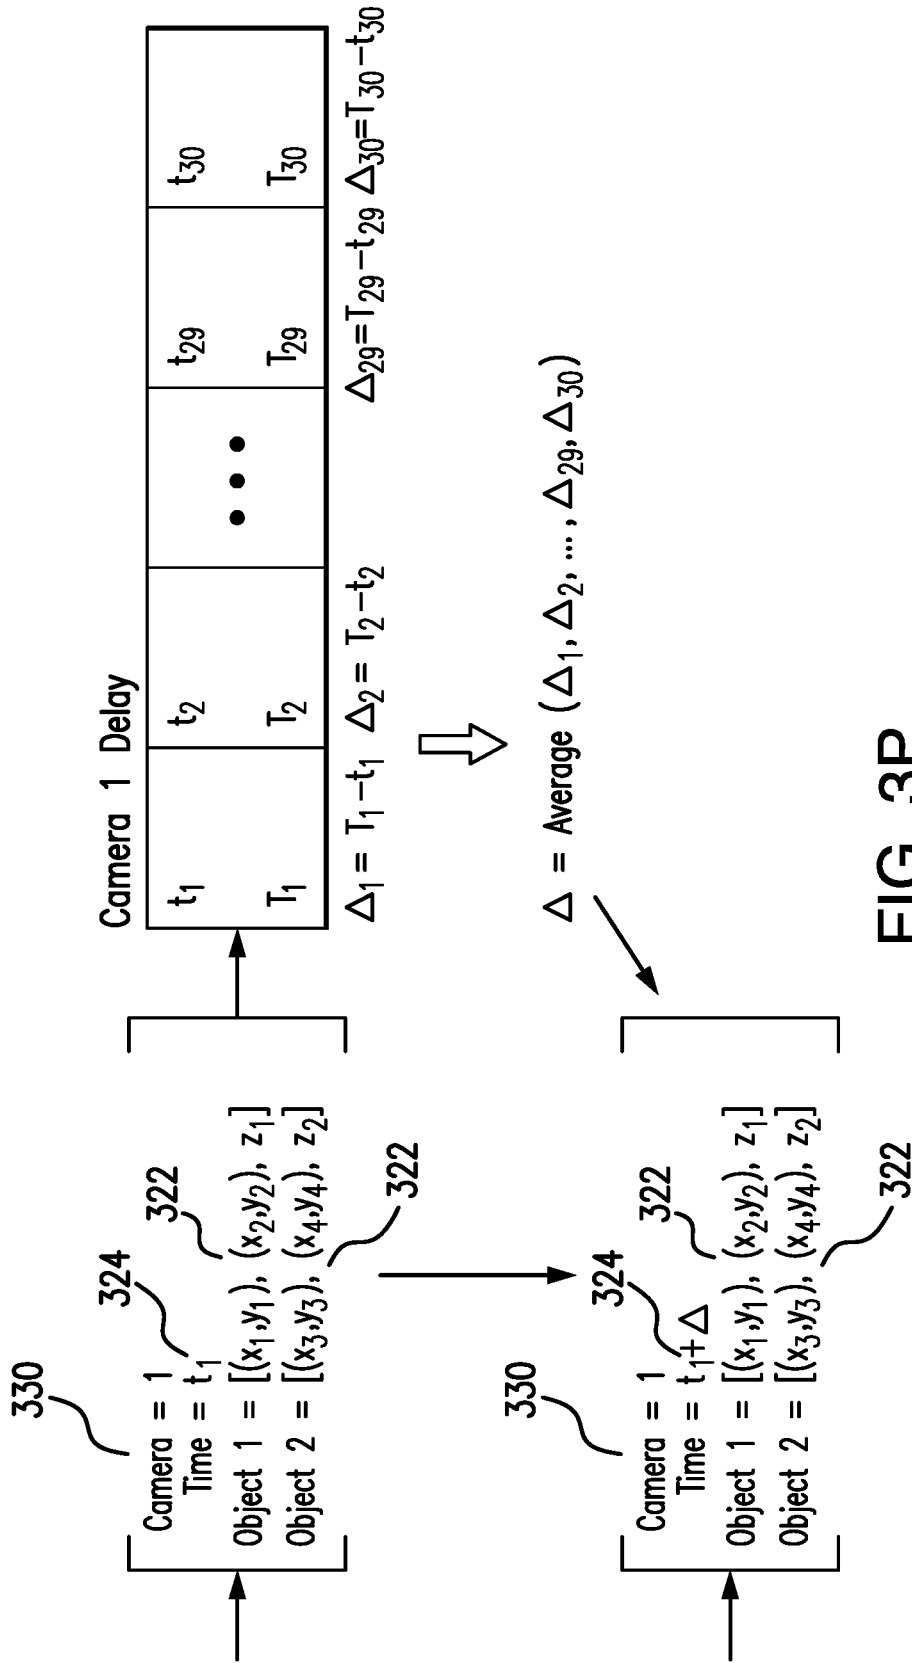 330
324
322
Camera = 1
Time = t₁
Object 1 = [(x₁,y₁), (x₂,y₂), z₁]
Object 2 = [(x₃,y₃), (x₄,y₄), z₂]
322
Camera 1 Delay
t₁ t₂ ••• t₂₉ t₃₀
T₁ T₂ T₂₉ T₃₀
Δ₁ = T₁−t₁ Δ₂ = T₂−t₂ Δ₂₉=T₂₉−t₂₉ Δ₃₀=T₃₀−t₃₀
Δ = Average (Δ₁, Δ₂, ..., Δ₂₉, Δ₃₀)
330
324
322
Camera = 1
Time = t₁+Δ
Object 1 = [(x₁,y₁), (x₂,y₂), z₁]
Object 2 = [(x₃,y₃), (x₄,y₄), z₂]
322
FIG